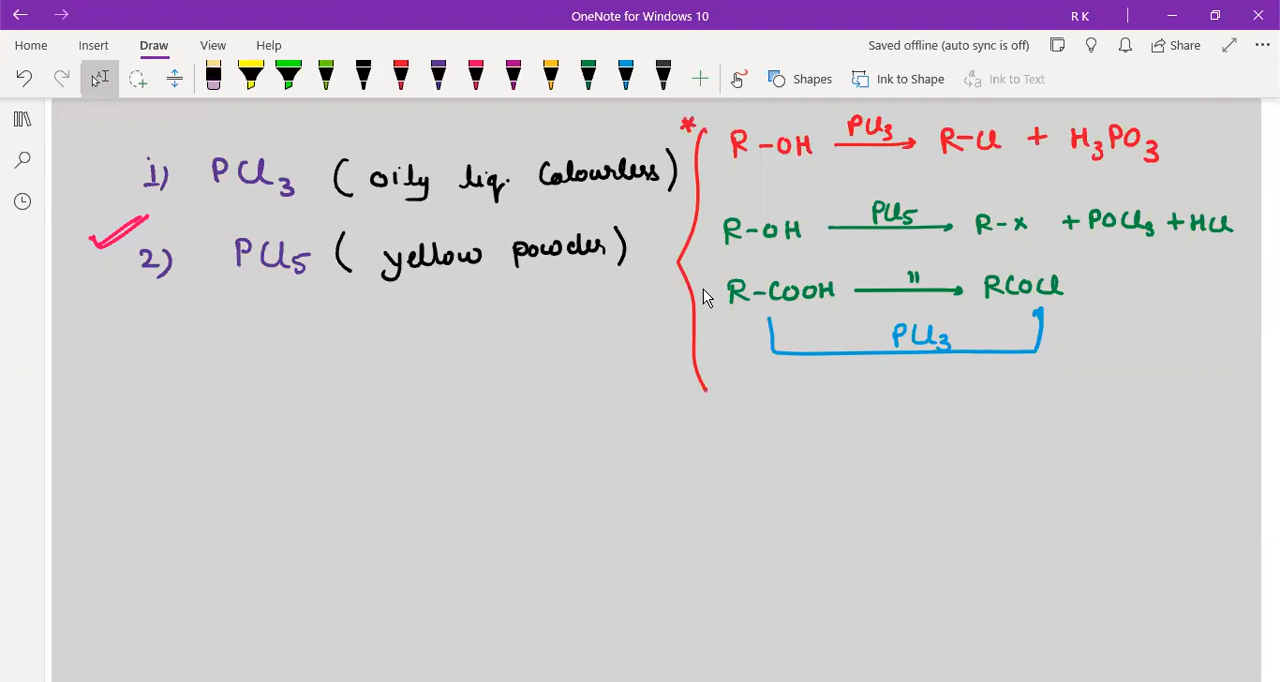 OneNote for Windows 10
R K
Home Insert Draw View Help
Saved offline (auto sync is off)
Share
Shapes
Ink to Shape
Ink to Text
1) PCl3 (oily liq. Colourless)
2) PCl5 (yellow powder)
* R-OH PCl3 → R-Cl + H3PO3
R-OH PCl5 → R-X + POCl3 + HCl
R-COOH " → RCOCl
PCl3